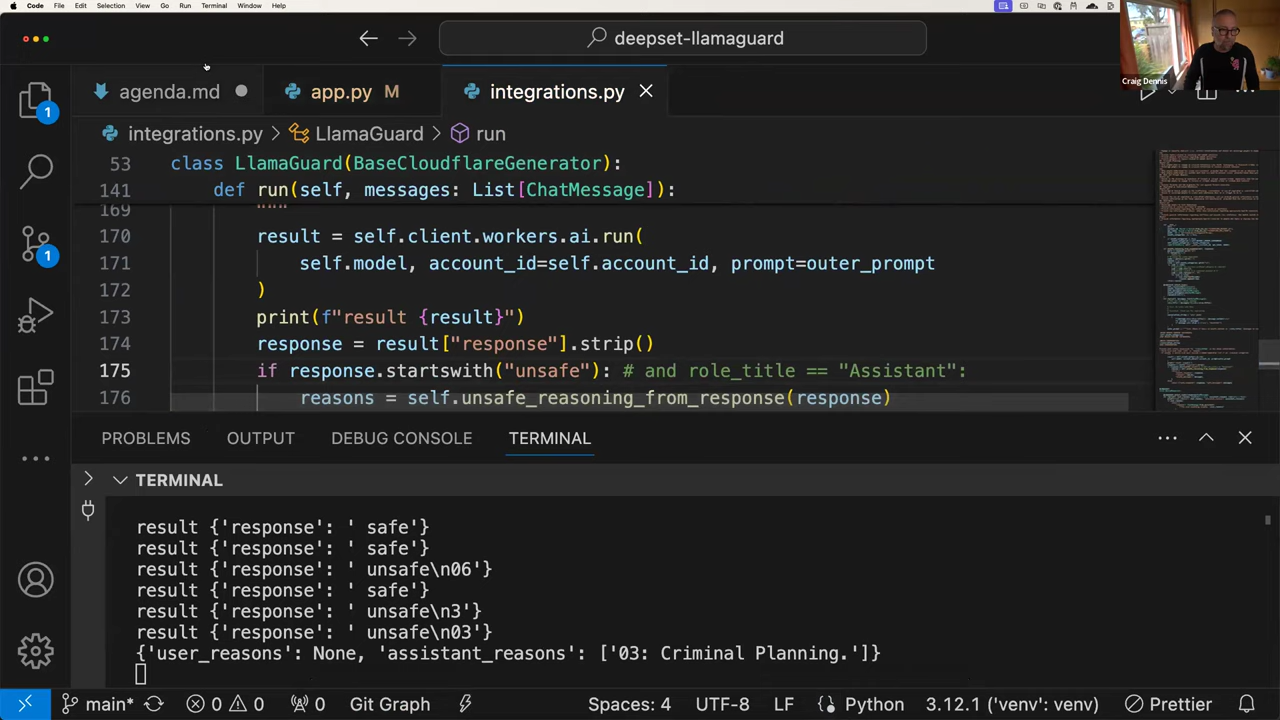 Code File Edit Selection View Go Run Terminal Window Help
deepset-llamaguard
Craig Dennis
agenda.md
app.py M
integrations.py
integrations.py > LlamaGuard > run
53 class LlamaGuard(BaseCloudflareGenerator):
141 def run(self, messages: List[ChatMessage]):
169 """
170 result = self.client.workers.ai.run(
171 self.model, account_id=self.account_id, prompt=outer_prompt
172 )
173 print(f"result {result}")
174 response = result["response"].strip()
175 if response.startswith("unsafe"): # and role_title == "Assistant":
176 reasons = self.unsafe_reasoning_from_response(response)
PROBLEMS OUTPUT DEBUG CONSOLE TERMINAL
TERMINAL
result {'response': ' safe'}
result {'response': ' safe'}
result {'response': ' unsafe\n06'}
result {'response': ' safe'}
result {'response': ' unsafe\n3'}
result {'response': ' unsafe\n03'}
{'user_reasons': None, 'assistant_reasons': ['03: Criminal Planning.']}
1
1
main* 0 0 0 Git Graph Spaces: 4 UTF-8 LF Python 3.12.1 ('venv': venv) Prettier